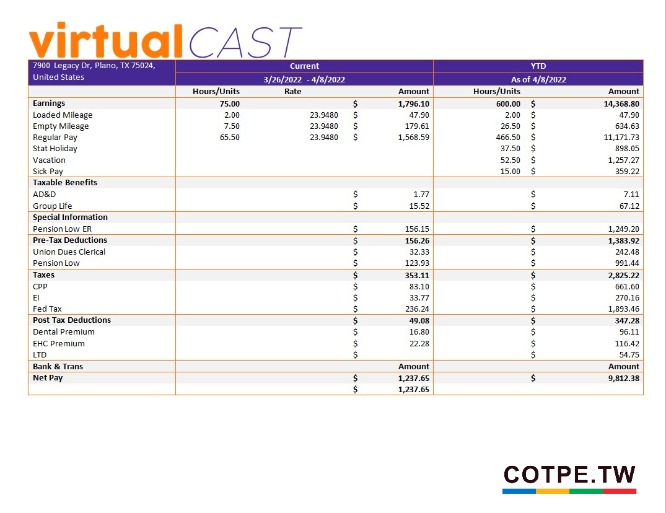 virtual CAST
7900 Legacy Dr, Plano, TX 75024, United States Current YTD
3/26/2022 - 4/8/2022 As of 4/8/2022
Hours/Units Rate Amount Hours/Units Amount
Earnings 75.00 $ 1,796.10 600.00 $ 14,368.80
Loaded Mileage 2.00 23.9480 $ 47.90 2.00 $ 47.90
Empty Mileage 7.50 23.9480 $ 179.61 26.50 $ 634.63
Regular Pay 65.50 23.9480 $ 1,568.59 466.50 $ 11,171.73
Stat Holiday 37.50 $ 898.05
Vacation 52.50 $ 1,257.27
Sick Pay 15.00 $ 359.22
Taxable Benefits
AD&D $ 1.77 $ 7.11
Group Life $ 15.52 $ 67.12
Special Information
Pension Low ER $ 156.15 $ 1,249.20
Pre-Tax Deductions $ 156.26 $ 1,383.92
Union Dues Clerical $ 32.33 $ 242.48
Pension Low $ 123.93 $ 991.44
Taxes $ 353.11 $ 2,825.22
CPP $ 83.10 $ 661.60
EI $ 33.77 $ 270.16
Fed Tax $ 236.24 $ 1,893.46
Post Tax Deductions $ 49.08 $ 347.28
Dental Premium $ 16.80 $ 96.11
EHC Premium $ 22.28 $ 116.42
LTD $ $ 54.75
Bank & Trans Amount Amount
Net Pay $ 1,237.65 $ 9,812.38
$ 1,237.65
COTPE.TW